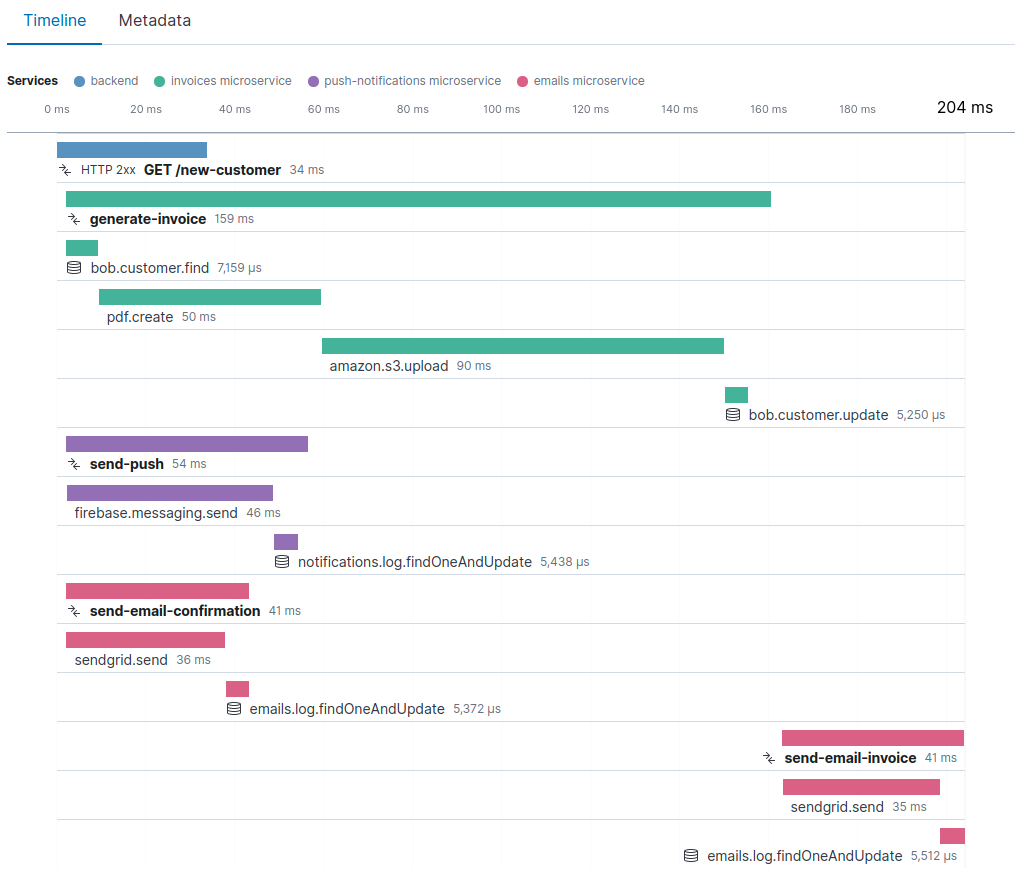 Timeline Metadata
Services backend invoices microservice push-notifications microservice emails microservice
0 ms 20 ms 40 ms 60 ms 80 ms 100 ms 120 ms 140 ms 160 ms 180 ms 204 ms
HTTP 2xx GET /new-customer 34 ms
generate-invoice 159 ms
bob.customer.find 7,159 μs
pdf.create 50 ms
amazon.s3.upload 90 ms
bob.customer.update 5,250 μs
send-push 54 ms
firebase.messaging.send 46 ms
notifications.log.findOneAndUpdate 5,438 μs
send-email-confirmation 41 ms
sendgrid.send 36 ms
emails.log.findOneAndUpdate 5,372 μs
send-email-invoice 41 ms
sendgrid.send 35 ms
emails.log.findOneAndUpdate 5,512 μs